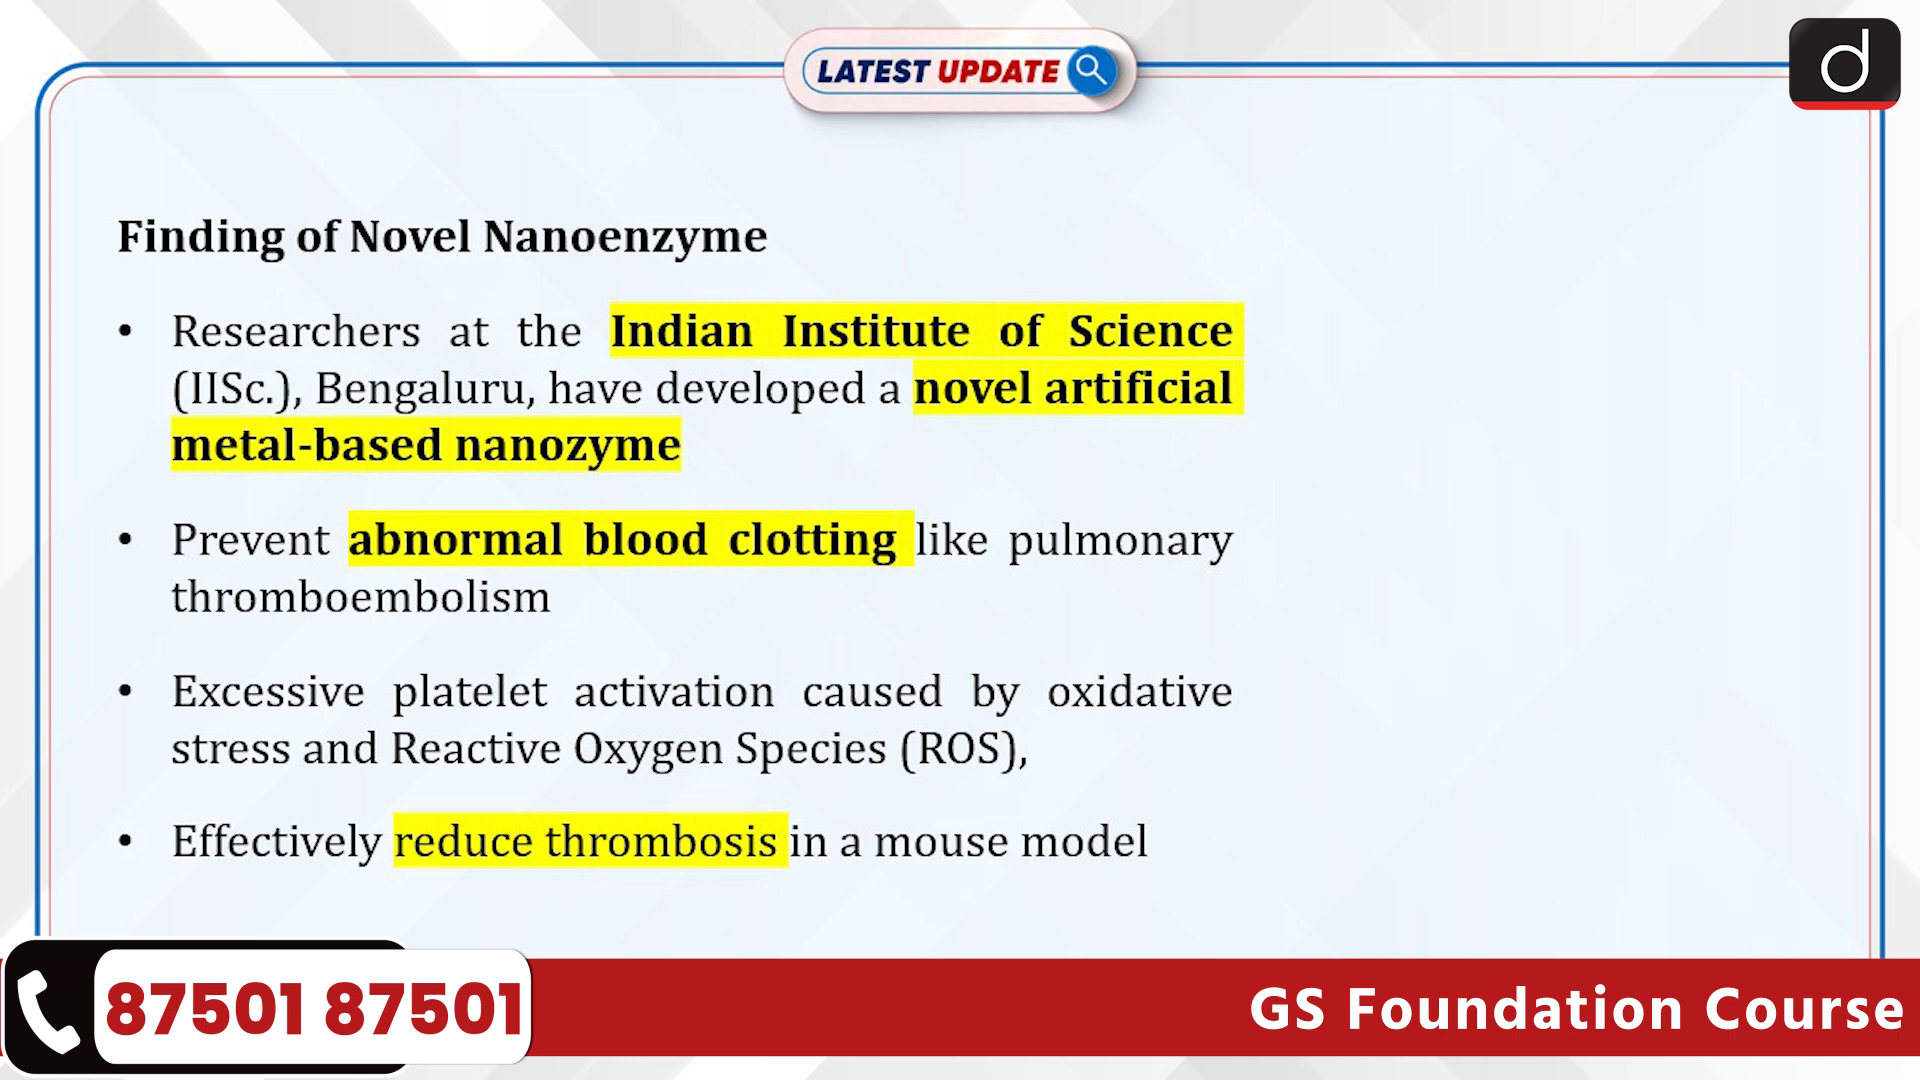 LATEST UPDATE
d
Finding of Novel Nanoenzyme
• Researchers at the Indian Institute of Science
(IISc.), Bengaluru, have developed a novel artificial
metal-based nanozyme
• Prevent abnormal blood clotting like pulmonary
thromboembolism
• Excessive platelet activation caused by oxidative
stress and Reactive Oxygen Species (ROS),
• Effectively reduce thrombosis in a mouse model
87501 87501
GS Foundation Course